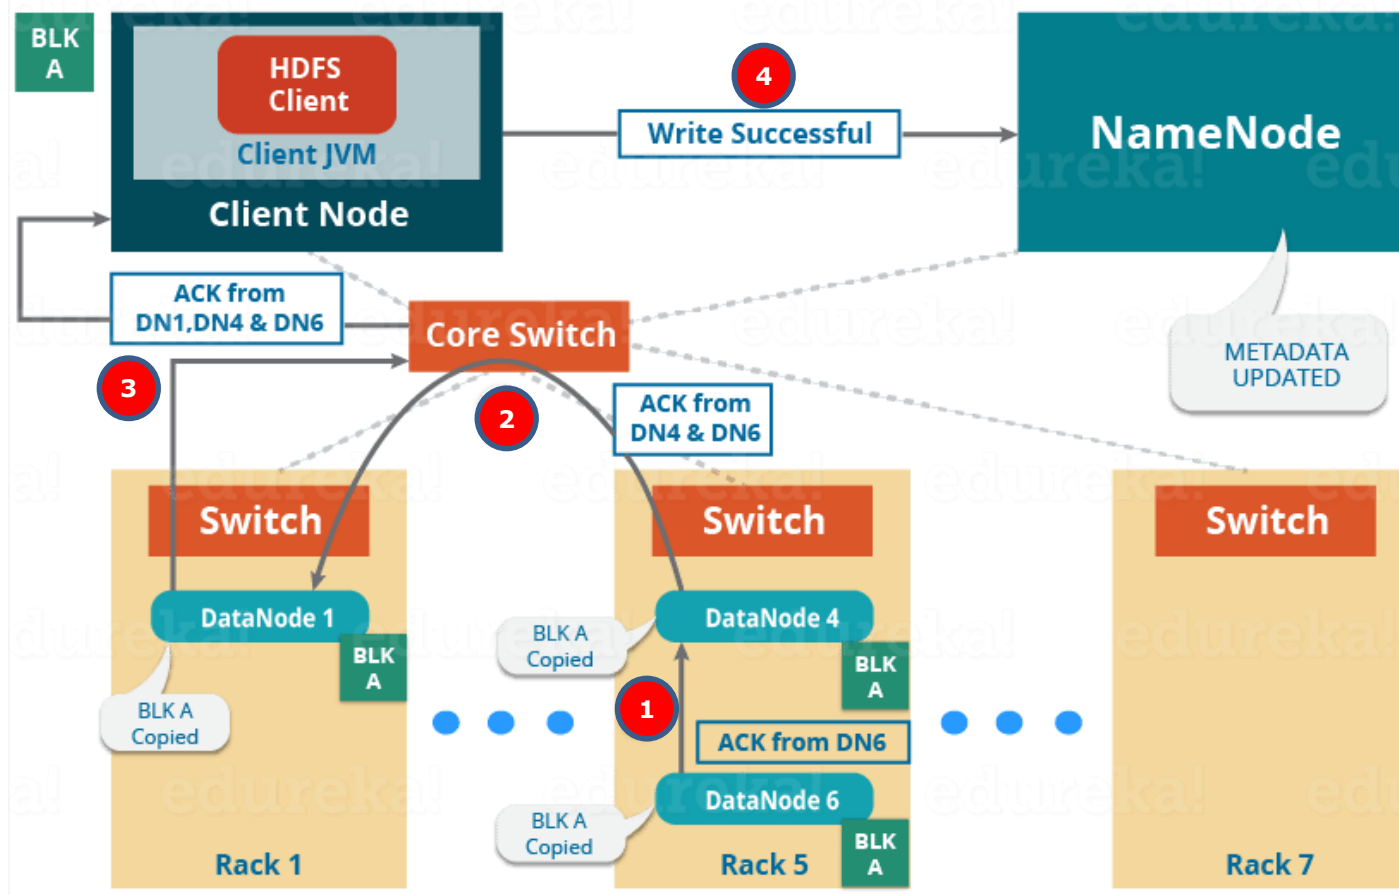 BLK
A
HDFS
Client
Client JVM
Client Node
4
Write Successful
NameNode
ACK from
DN1,DN4 & DN6
Core Switch
METADATA
UPDATED
3
2
ACK from
DN4 & DN6
Switch
Switch
Switch
DataNode 1
BLK
A
BLK A
Copied
DataNode 4
BLK A
Copied
BLK
A
1
ACK from DN6
DataNode 6
BLK A
Copied
BLK
A
Rack 1
Rack 5
Rack 7
edureka!